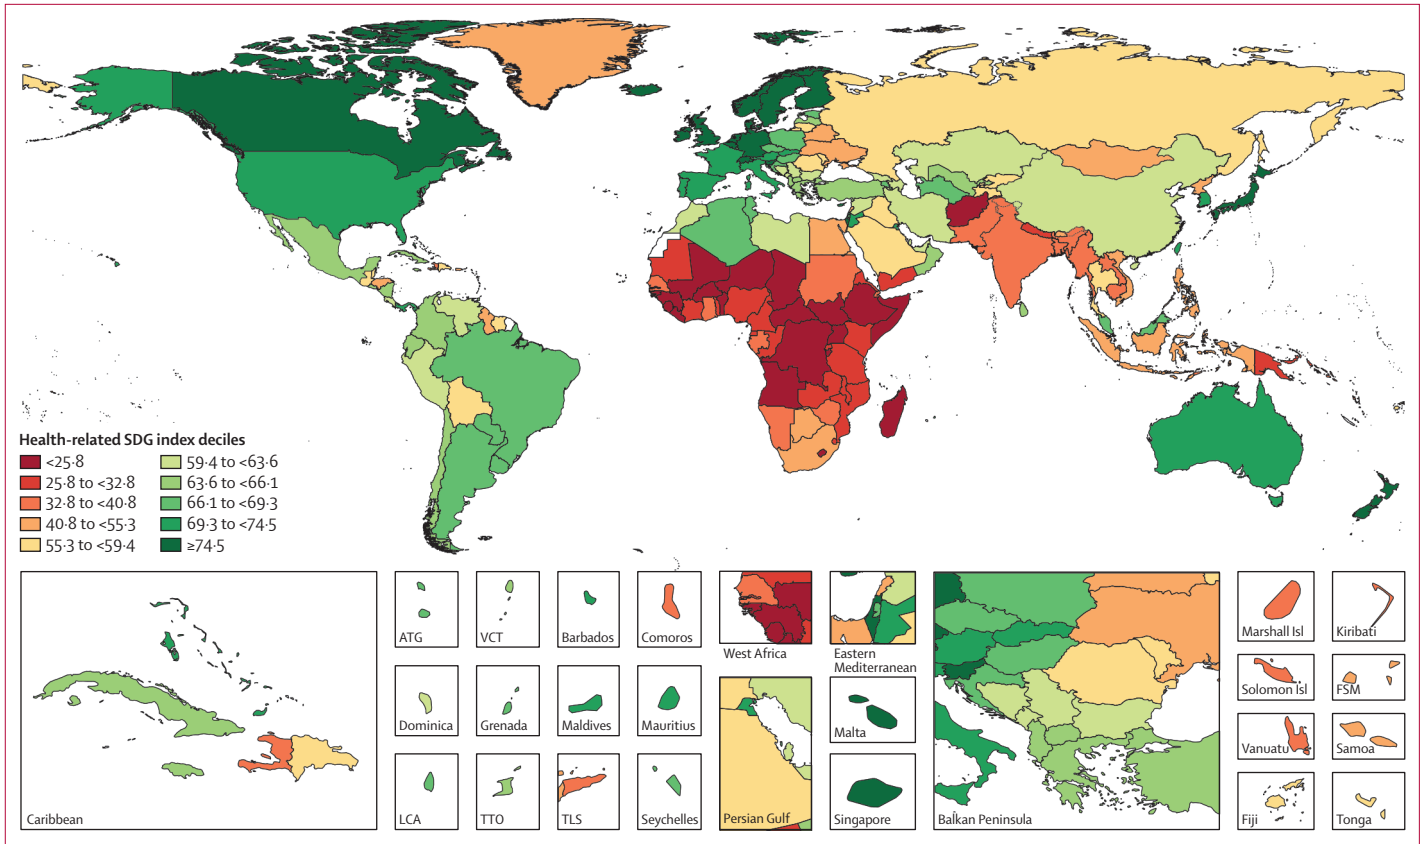 Health-related SDG index deciles
<25·8
25·8 to <32·8
32·8 to <40·8
40·8 to <55·3
55·3 to <59·4
59·4 to <63·6
63·6 to <66·1
66·1 to <69·3
69·3 to <74·5
≥74·5
Caribbean
ATG
VCT
Barbados
Comoros
Dominica
Grenada
Maldives
Mauritius
LCA
TTO
TLS
Seychelles
West Africa
Eastern
Mediterranean
Persian Gulf
Malta
Singapore
Balkan Peninsula
Marshall Isl
Kiribati
Solomon Isl
FSM
Vanuatu
Samoa
Fiji
Tonga